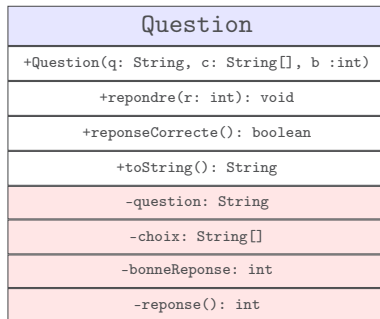 Question
+Question(q: String, c: String[], b :int)
+repondre(r: int): void
+reponseCorrecte(): boolean
+toString(): String
-question: String
-choix: String[]
-bonneReponse: int
-reponse(): int